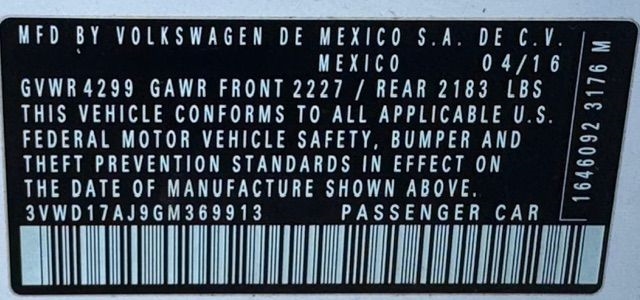 MFD BY VOLKSWAGEN DE MEXICO S.A. DE C.V.
MEXICO 04/16
GVWR 4299 GAWR FRONT 2227 / REAR 2183 LBS
THIS VEHICLE CONFORMS TO ALL APPLICABLE U.S.
FEDERAL MOTOR VEHICLE SAFETY, BUMPER AND
THEFT PREVENTION STANDARDS IN EFFECT ON
THE DATE OF MANUFACTURE SHOWN ABOVE.
3VWD17AJ9GM369913 PASSENGER CAR
1646092 3176 M